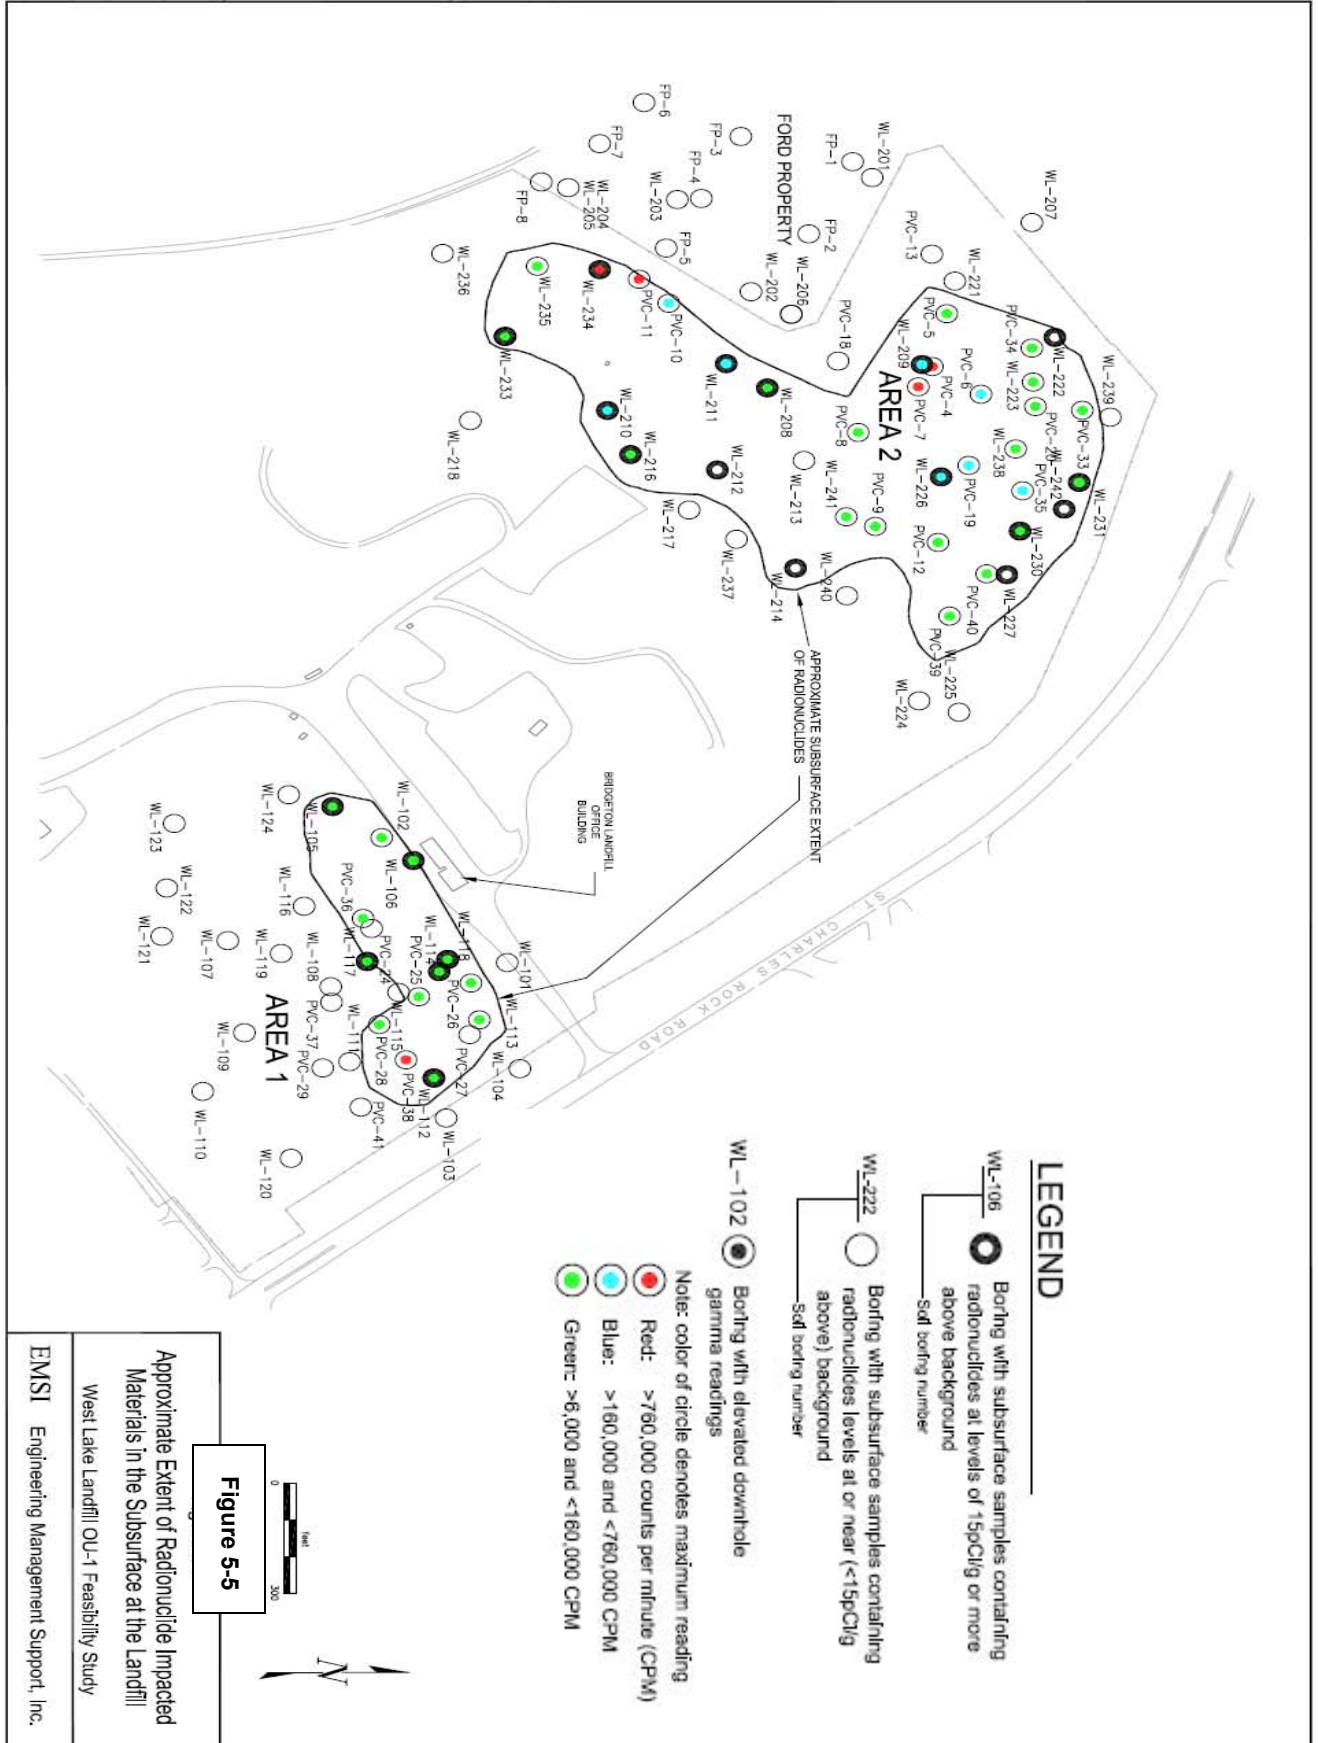 WL-207
WL-201
FP-1
FP-3
FP-6
FP-7
FP-4
WL-203
WL-204
WL-205
FP-8
FP-5
FP-2
FORD PROPERTY
WL-206
WL-202
PVC-13
WL-221
PVC-18
PVC-5
PVC-34
WL-222
WL-239
WL-209
PVC-6
PVC-4
PVC-7
WL-223
PVC-33
WL-238
WL-242
PVC-35
WL-231
AREA 2
PVC-8
WL-226
PVC-19
WL-230
WL-236
WL-235
WL-234
PVC-11
PVC-10
WL-211
WL-208
WL-233
WL-210
WL-216
WL-212
WL-213
WL-241
PVC-9
PVC-12
WL-227
PVC-40
PVC-39
WL-225
WL-224
WL-218
WL-217
WL-237
WL-214
WL-240
APPROXIMATE SUBSURFACE EXTENT
OF RADIONUCLIDES
BRIDGETON LANDFILL
OFFICE
BUILDING
ST. CHARLES ROCK ROAD
WL-124
WL-105
WL-102
WL-106
WL-123
WL-122
WL-121
WL-116
PVC-36
WL-107
WL-119
WL-108
WL-117
PVC-24
PVC-25
WL-114
WL-118
WL-101
PVC-26
WL-113
AREA 1
PVC-37
WL-111
WL-115
PVC-28
PVC-38
WL-112
PVC-27
WL-104
WL-109
PVC-29
WL-110
PVC-41
WL-103
WL-120
LEGEND
WL-106
Boring with subsurface samples containing
radionuclides at levels of 15pCi/g or more
above background
Soil boring number
WL-222
Boring with subsurface samples containing
radionuclides levels at or near (<15pCi/g
above) background
Soil boring number
WL-102
Boring with elevated downhole
gamma readings
Note: color of circle denotes maximum reading
Red: >760,000 counts per minute (CPM)
Blue: >160,000 and <760,000 CPM
Green: >6,000 and <160,000 CPM
N
0
feet
300
Figure 5-5
Approximate Extent of Radionuclide Impacted
Materials in the Subsurface at the Landfill
West Lake Landfill OU-1 Feasibility Study
EMSI Engineering Management Support, Inc.